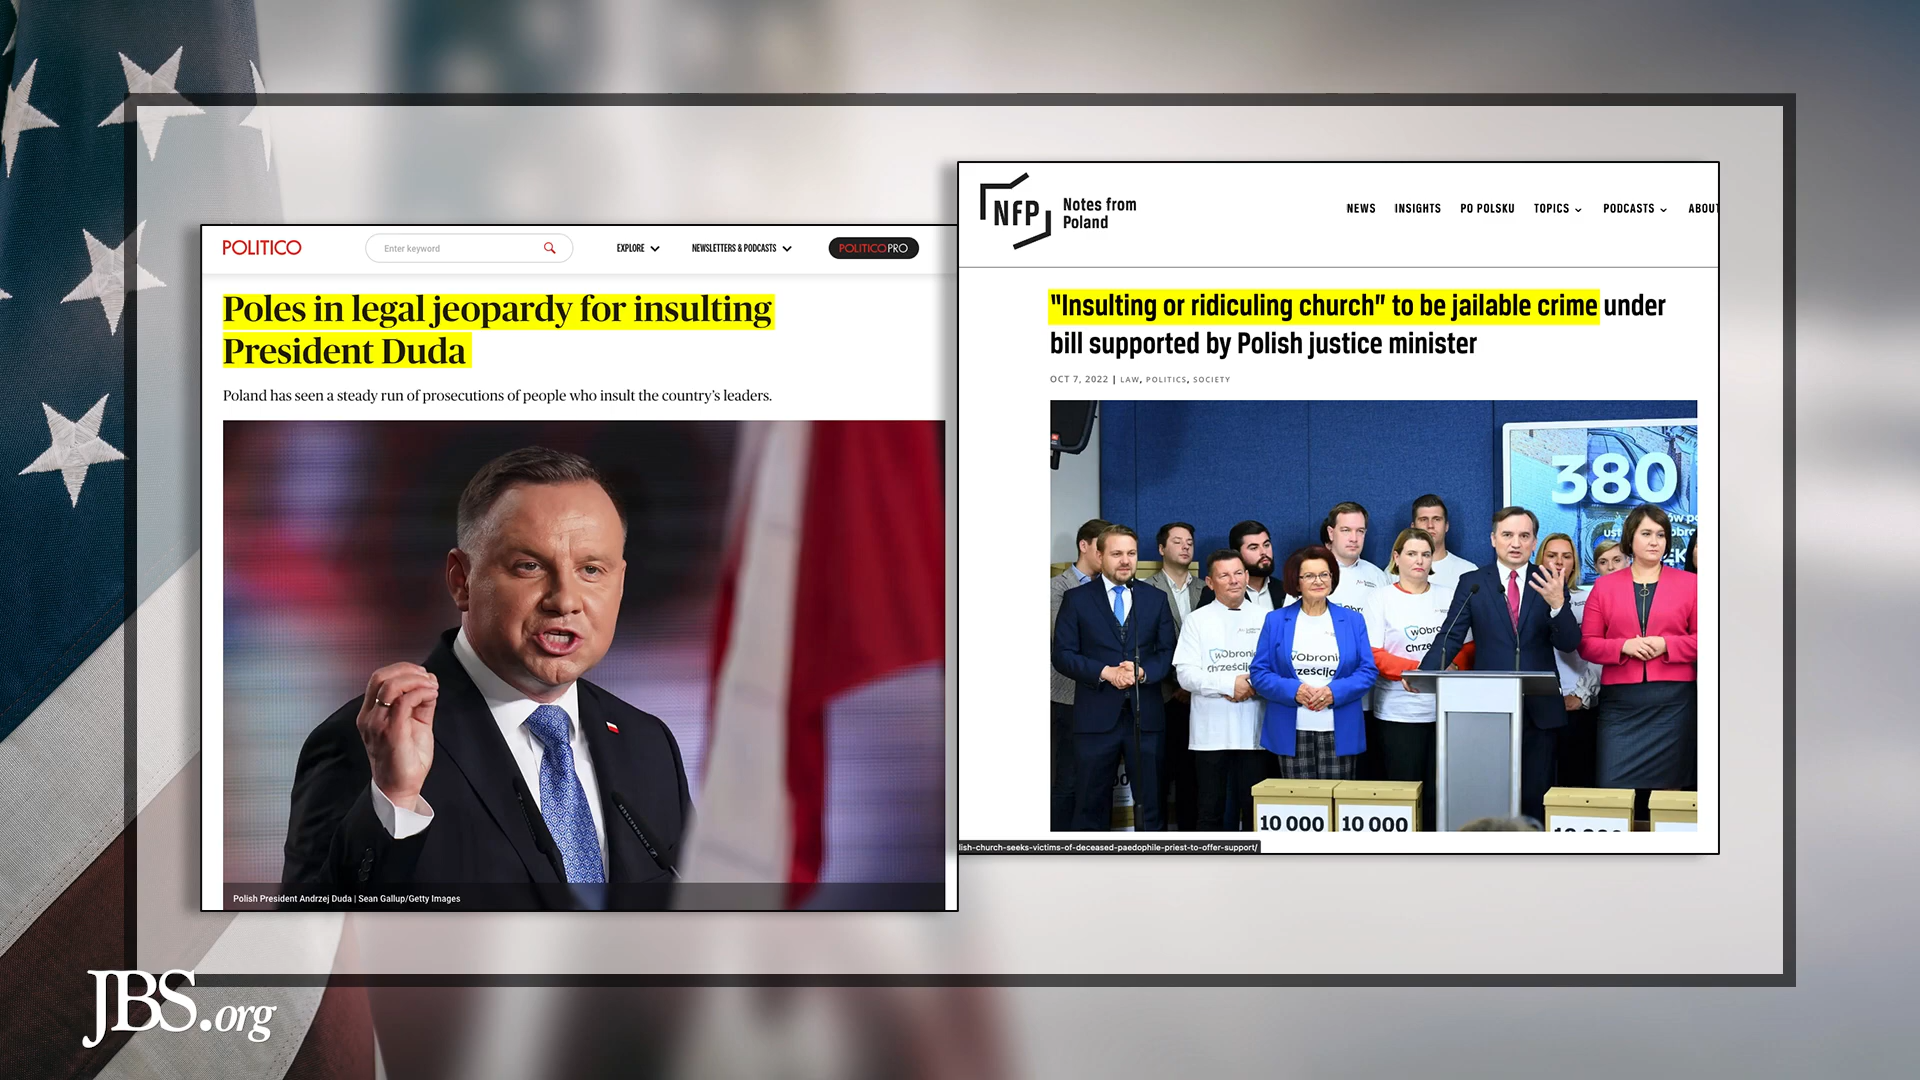 POLITICO
Enter keyword
EXPLORE
NEWSLETTERS & PODCASTS
POLITICO PRO
Poles in legal jeopardy for insulting
President Duda
Poland has seen a steady run of prosecutions of people who insult the country's leaders.
Polish President Andrzej Duda | Sean Gallup/Getty Images
NfP
Notes from
Poland
NEWS
INSIGHTS
PO POLSKU
TOPICS
PODCASTS
ABOUT
"Insulting or ridiculing church" to be jailable crime under
bill supported by Polish justice minister
OCT 7, 2022 | LAW, POLITICS, SOCIETY
380
wObronie
Chrześcija
10 000
10 000
lish-church-seeks-victims-of-deceased-paedophile-priest-to-offer-support/
JBS.org